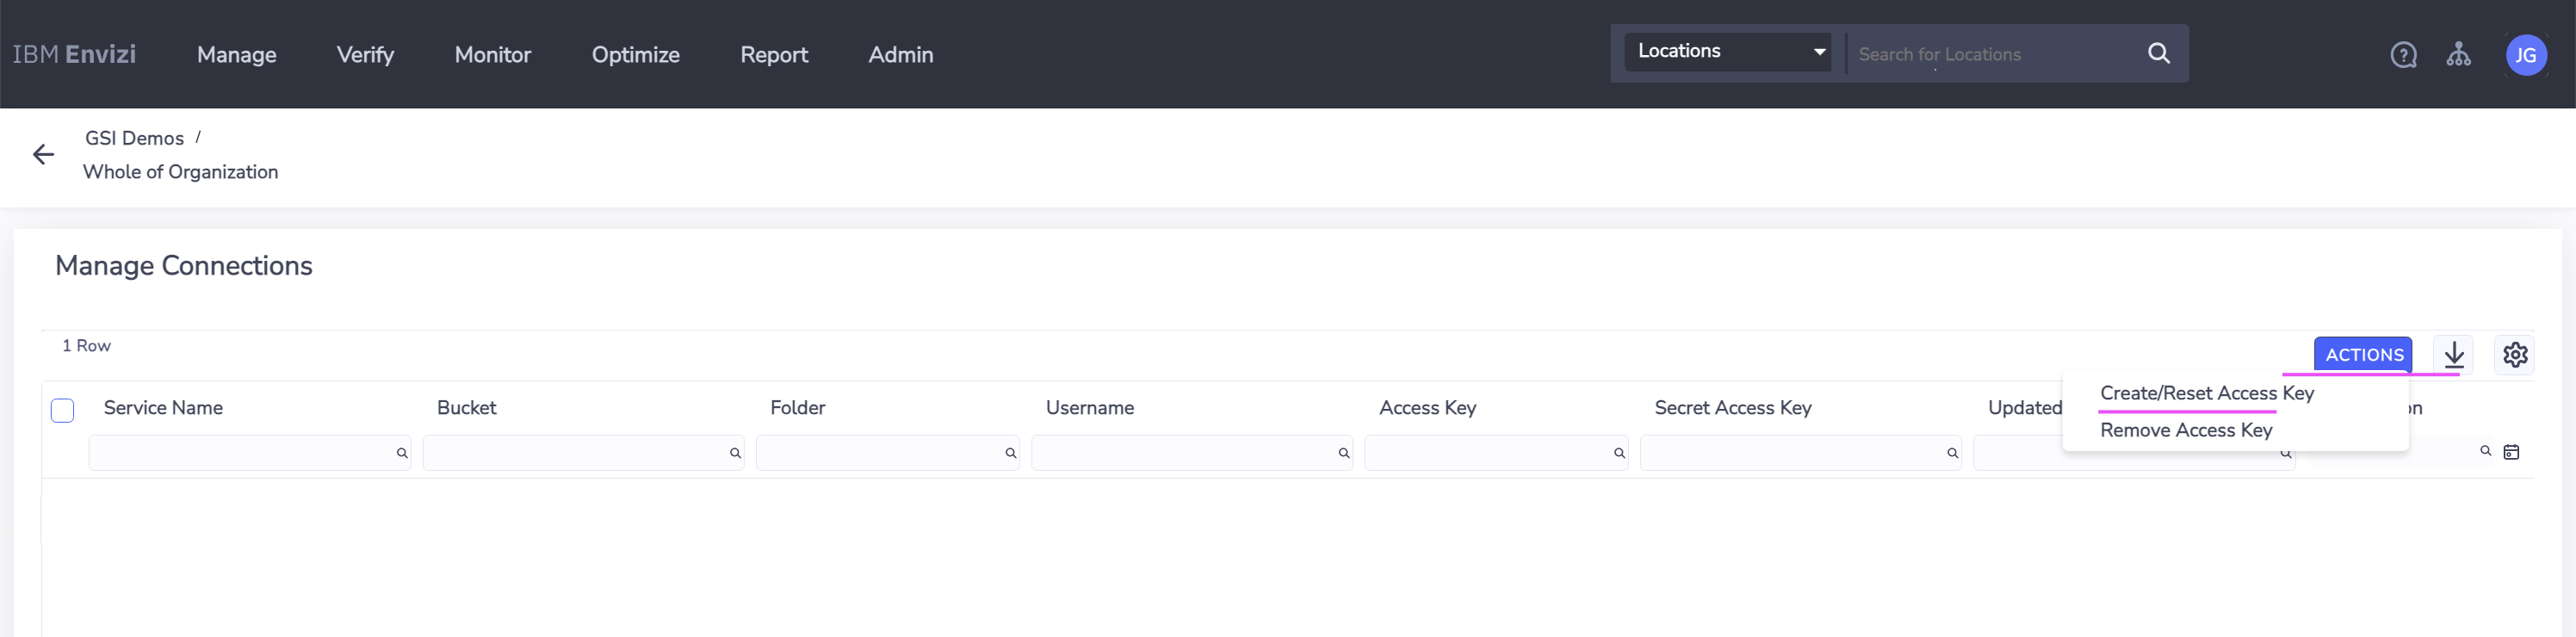 IBM Envizi Manage Verify Monitor Optimize Report Admin Locations Search for Locations JG
GSI Demos /
Whole of Organization
Manage Connections
1 Row
ACTIONS
Create/Reset Access Key
Remove Access Key
Service Name Bucket Folder Username Access Key Secret Access Key Updated on